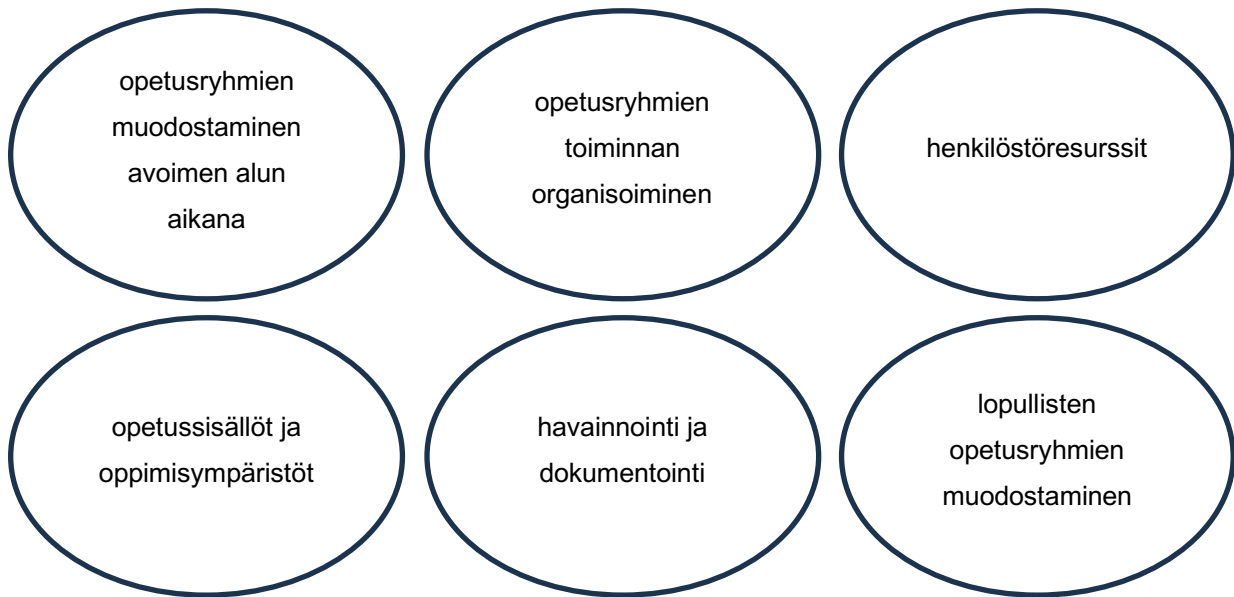 opetusryhmien
muodostaminen
avoimen alun
aikana
opetusryhmien
toiminnan
organisoiminen
henkilöstöresurssit
opetussisällöt ja
oppimisympäristöt
havainnointi ja
dokumentointi
lopullisten
opetusryhmien
muodostaminen